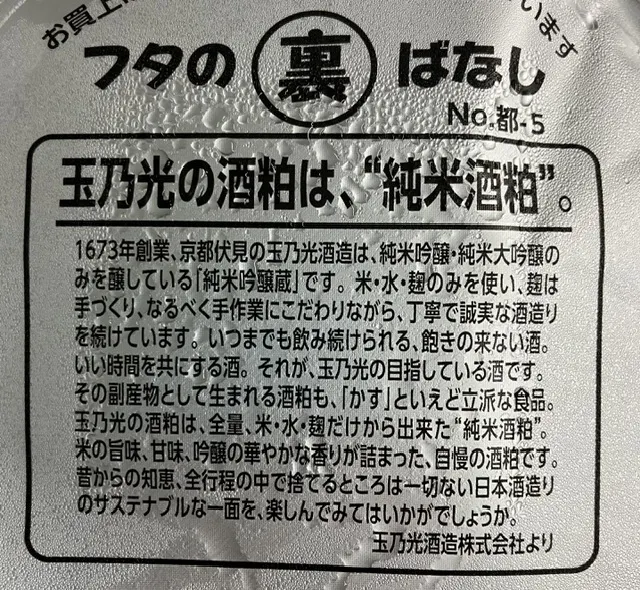 お買上
います
フタの裏ばなし
No.都-5
玉乃光の酒粕は、“純米酒粕”。
1673年創業、京都伏見の玉乃光酒造は、純米吟醸・純米大吟醸の
みを醸している「純米吟醸蔵」です。米・水・麹のみを使い、麹は
手づくり、なるべく手作業にこだわりながら、丁寧で誠実な酒造り
を続けています。いつまでも飲み続けられる、飽きの来ない酒。
いい時間を共にする酒。それが、玉乃光の目指している酒です。
その副産物として生まれる酒粕も、「かす」といえど立派な食品。
玉乃光の酒粕は、全量、米・水・麹だけから出来た“純米酒粕”。
米の旨味、甘味、吟醸の華やかな香りが詰まった、自慢の酒粕です。
昔からの知恵、全行程の中で捨てるところは一切ない日本酒造り
のサステナブルな一面を、楽しんでみてはいかがでしょうか。
玉乃光酒造株式会社より